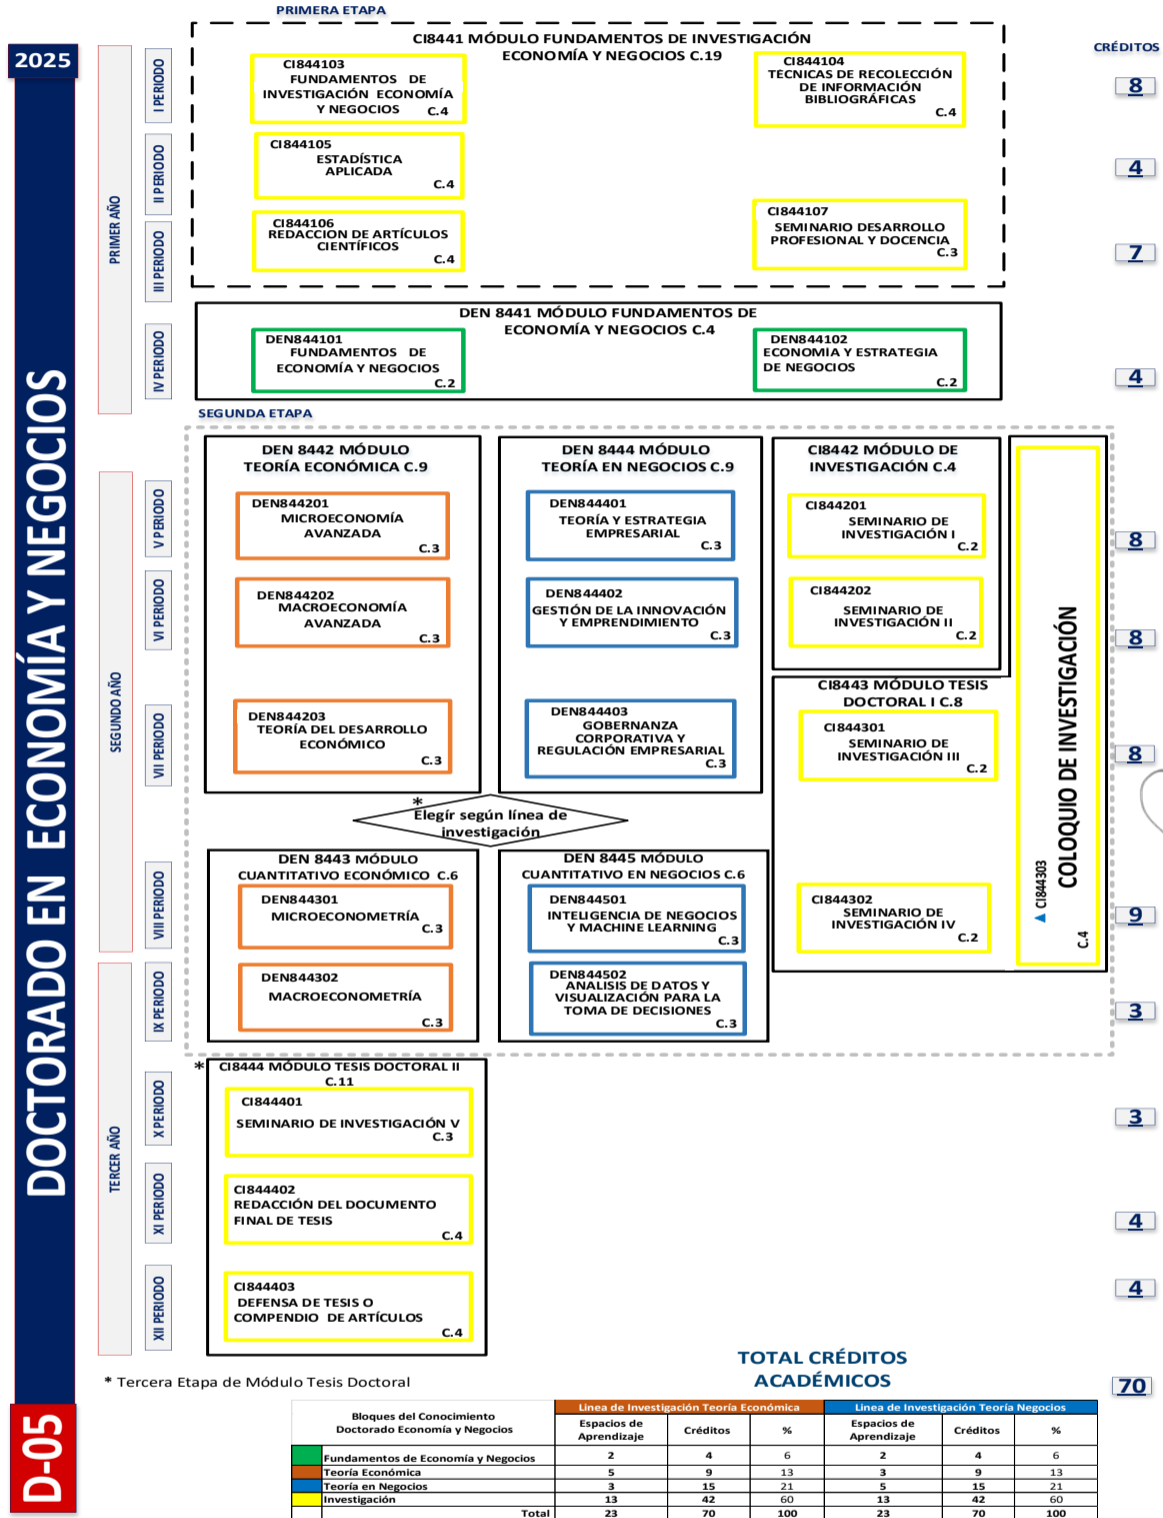 PRIMERA ETAPA
2025
DOCTORADO EN ECONOMÍA Y NEGOCIOS
D-05
CRÉDITOS
PRIMER AÑO
CI8441 MÓDULO FUNDAMENTOS DE INVESTIGACIÓN
ECONOMÍA Y NEGOCIOS C.19
I PERIODO
CI844103
FUNDAMENTOS DE
INVESTIGACIÓN ECONOMÍA
Y NEGOCIOS
C.4
CI844104
TÉCNICAS DE RECOLECCIÓN
DE INFORMACIÓN
BIBLIOGRÁFICAS
C.4
8
II PERIODO
CI844105
ESTADÍSTICA
APLICADA
C.4
4
III PERIODO
CI844106
REDACCION DE ARTÍCULOS
CIENTÍFICOS
C.4
CI844107
SEMINARIO DESARROLLO
PROFESIONAL Y DOCENCIA
C.3
7
DEN 8441 MÓDULO FUNDAMENTOS DE
ECONOMÍA Y NEGOCIOS C.4
IV PERIODO
DEN844101
FUNDAMENTOS DE
ECONOMÍA Y NEGOCIOS
C.2
DEN844102
ECONOMIA Y ESTRATEGIA
DE NEGOCIOS
C.2
4
SEGUNDA ETAPA
SEGUNDO AÑO
DEN 8442 MÓDULO
TEORÍA ECONÓMICA C.9
DEN 8444 MÓDULO
TEORÍA EN NEGOCIOS C.9
CI8442 MÓDULO DE
INVESTIGACIÓN C.4
V PERIODO
DEN844201
MICROECONOMÍA
AVANZADA
C.3
DEN844401
TEORÍA Y ESTRATEGIA
EMPRESARIAL
C.3
CI844201
SEMINARIO DE
INVESTIGACIÓN I
C.2
8
VI PERIODO
DEN844202
MACROECONOMÍA
AVANZADA
C.3
DEN844402
GESTIÓN DE LA INNOVACIÓN
Y EMPRENDIMIENTO
C.3
CI844202
SEMINARIO DE
INVESTIGACIÓN II
C.2
8
CI8443 MÓDULO TESIS
DOCTORAL I C.8
VII PERIODO
DEN844203
TEORÍA DEL DESARROLLO
ECONÓMICO
C.3
DEN844403
GOBERNANZA
CORPORATIVA Y
REGULACIÓN EMPRESARIAL
C.3
CI844301
SEMINARIO DE
INVESTIGACIÓN III
C.2
8
▲ CI844303
COLOQUIO DE INVESTIGACIÓN
C.4
*
Elegír según línea de
investigación
DEN 8443 MÓDULO
CUANTITATIVO ECONÓMICO C.6
DEN 8445 MÓDULO
CUANTITATIVO EN NEGOCIOS C.6
VIII PERIODO
DEN844301
MICROECONOMETRÍA
C.3
DEN844501
INTELIGENCIA DE NEGOCIOS
Y MACHINE LEARNING
C.3
CI844302
SEMINARIO DE
INVESTIGACIÓN IV
C.2
9
TERCER AÑO
IX PERIODO
DEN844302
MACROECONOMETRÍA
C.3
DEN844502
ANALISIS DE DATOS Y
VISUALIZACIÓN PARA LA
TOMA DE DECISIONES
C.3
3
* CI8444 MÓDULO TESIS DOCTORAL II
C.11
X PERIODO
CI844401
SEMINARIO DE INVESTIGACIÓN V
C.3
3
XI PERIODO
CI844402
REDACCIÓN DEL DOCUMENTO
FINAL DE TESIS
C.4
4
XII PERIODO
CI844403
DEFENSA DE TESIS O
COMPENDIO DE ARTÍCULOS
C.4
4
* Tercera Etapa de Módulo Tesis Doctoral
TOTAL CRÉDITOS
ACADÉMICOS
70
Bloques del Conocimiento
Doctorado Economía y Negocios
Linea de Investigación Teoría Económica
Linea de Investigación Teoría Negocios
Espacios de Aprendizaje Créditos % Espacios de Aprendizaje Créditos %
Fundamentos de Economía y Negocios 2 4 6 2 4 6
Teoría Económica 5 9 13 3 9 13
Teoría en Negocios 3 15 21 5 15 21
Investigación 13 42 60 13 42 60
Total 23 70 100 23 70 100